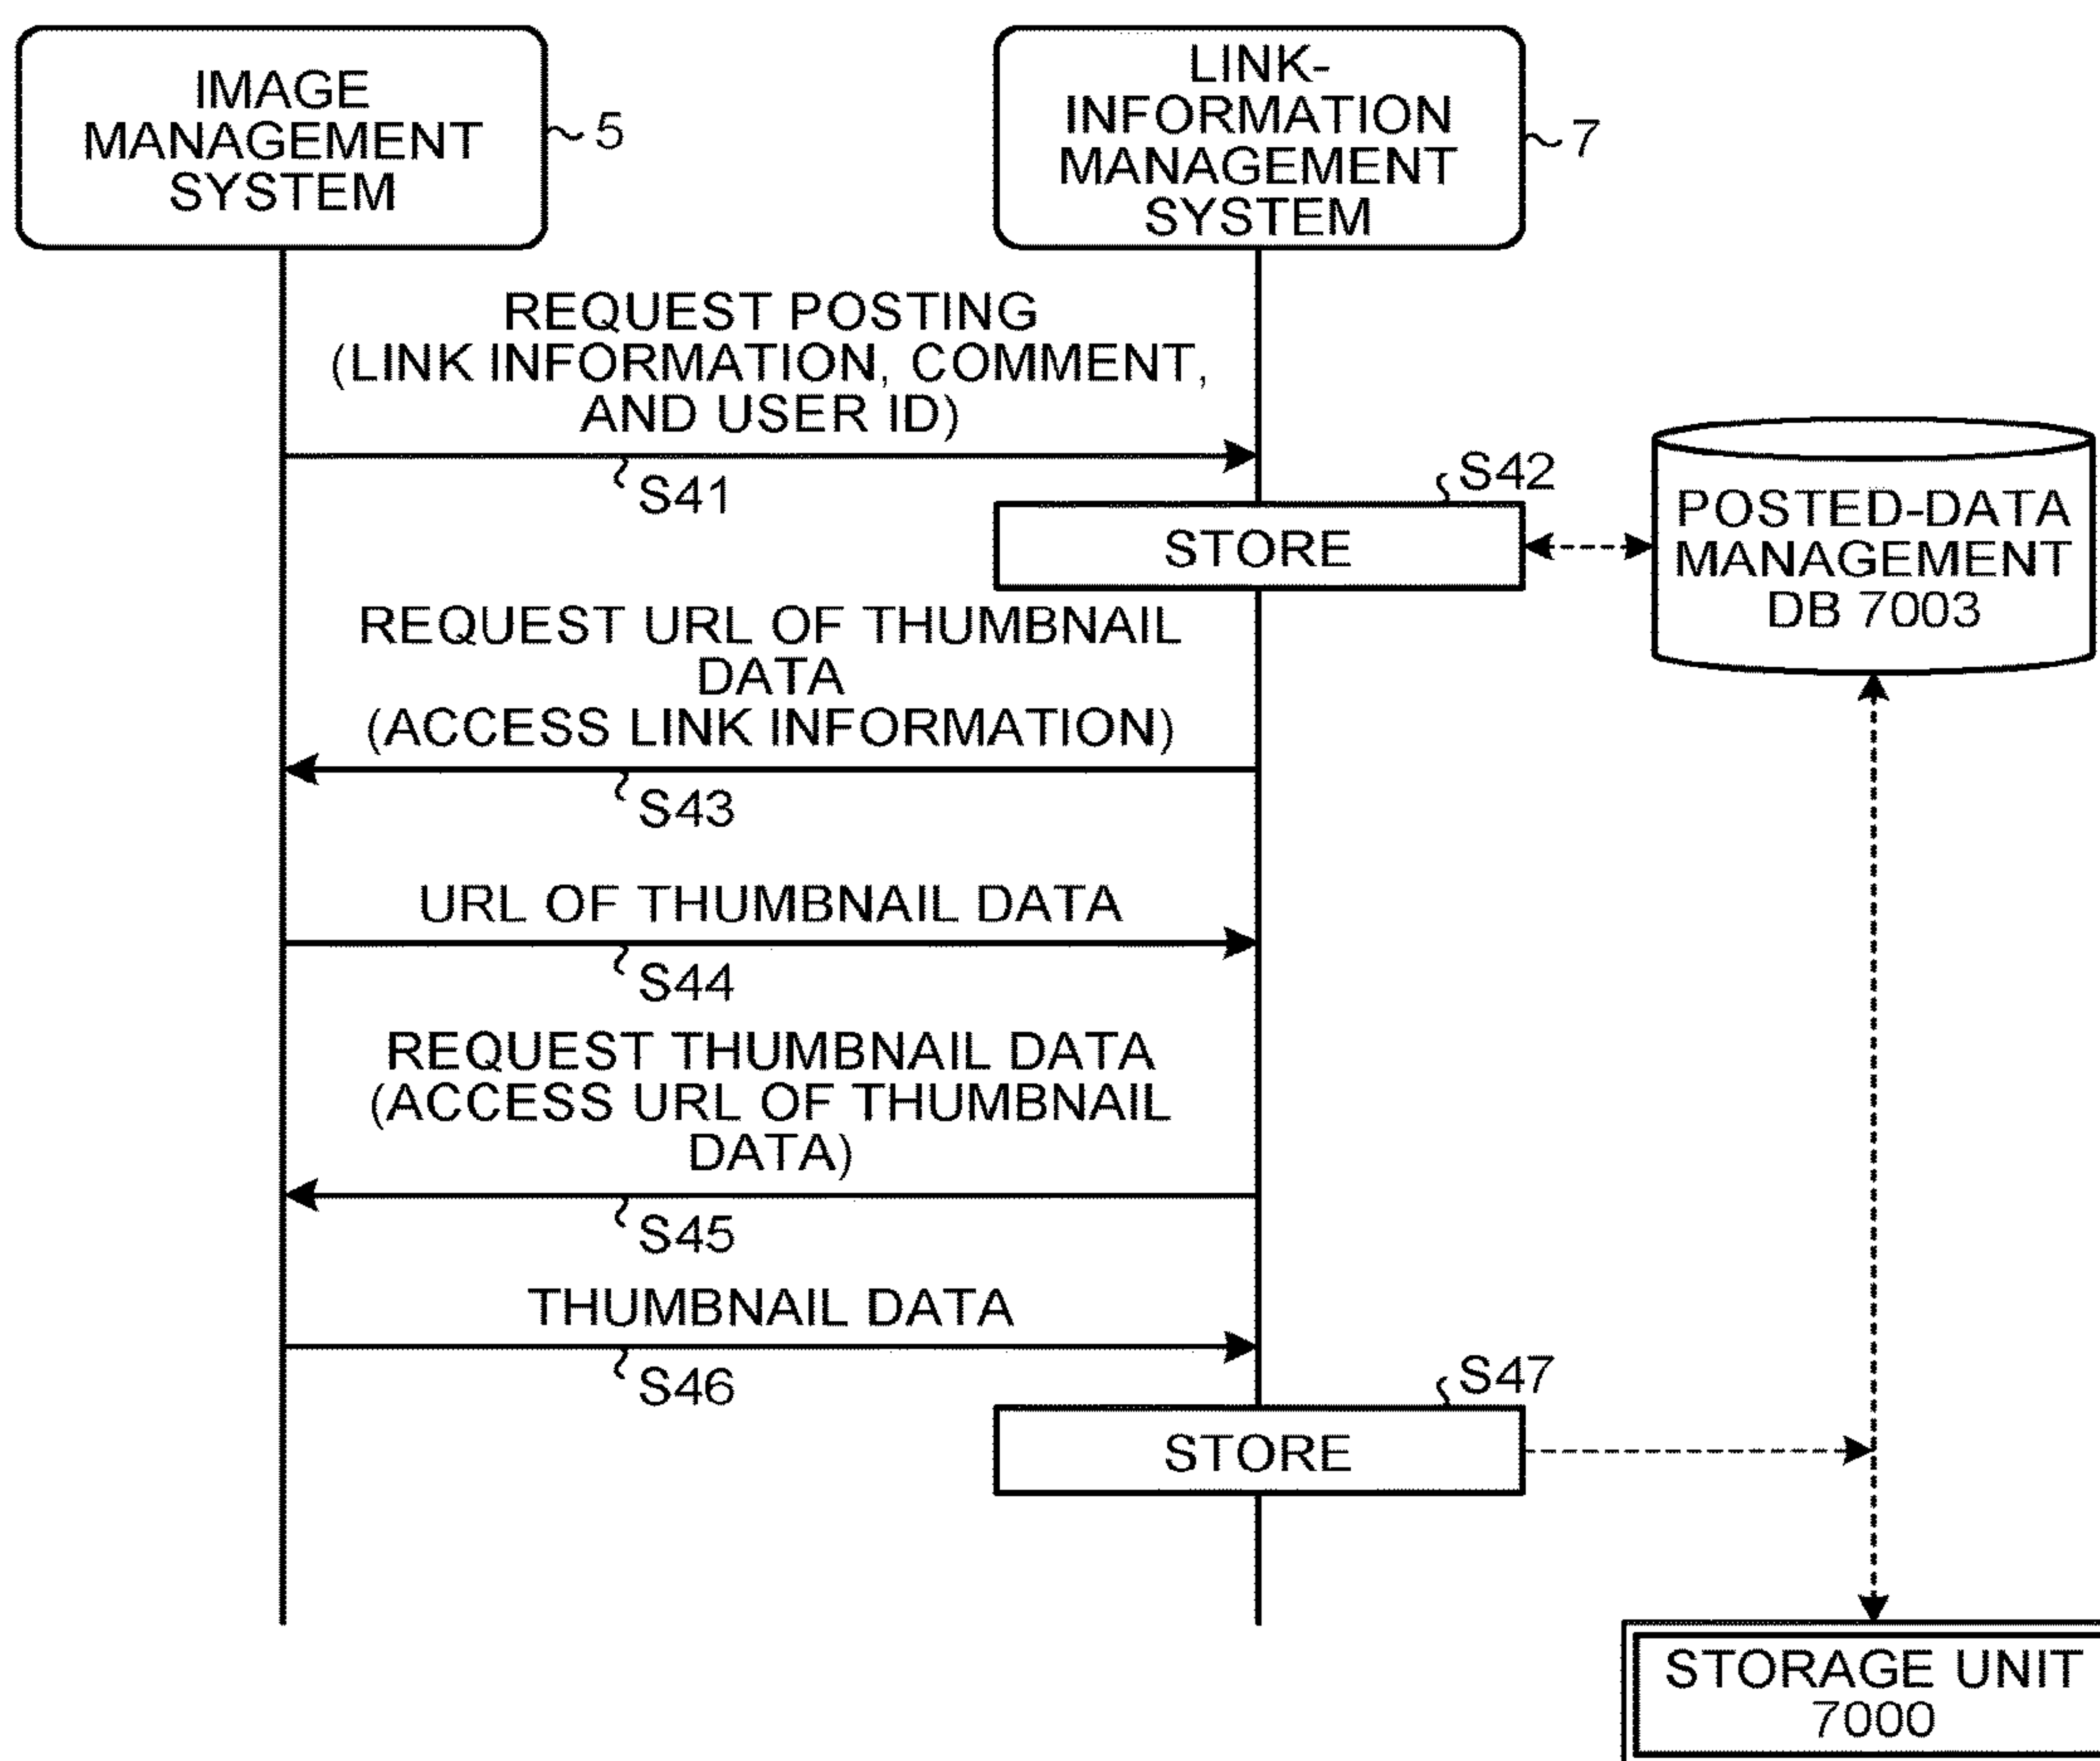 IMAGE
MANAGEMENT
SYSTEM
5
LINK-
INFORMATION
MANAGEMENT
SYSTEM
7
REQUEST POSTING
(LINK INFORMATION, COMMENT,
AND USER ID)
S41
S42
STORE
POSTED-DATA
MANAGEMENT
DB 7003
REQUEST URL OF THUMBNAIL
DATA
(ACCESS LINK INFORMATION)
S43
URL OF THUMBNAIL DATA
S44
REQUEST THUMBNAIL DATA
(ACCESS URL OF THUMBNAIL
DATA)
S45
THUMBNAIL DATA
S46
S47
STORE
STORAGE UNIT
7000